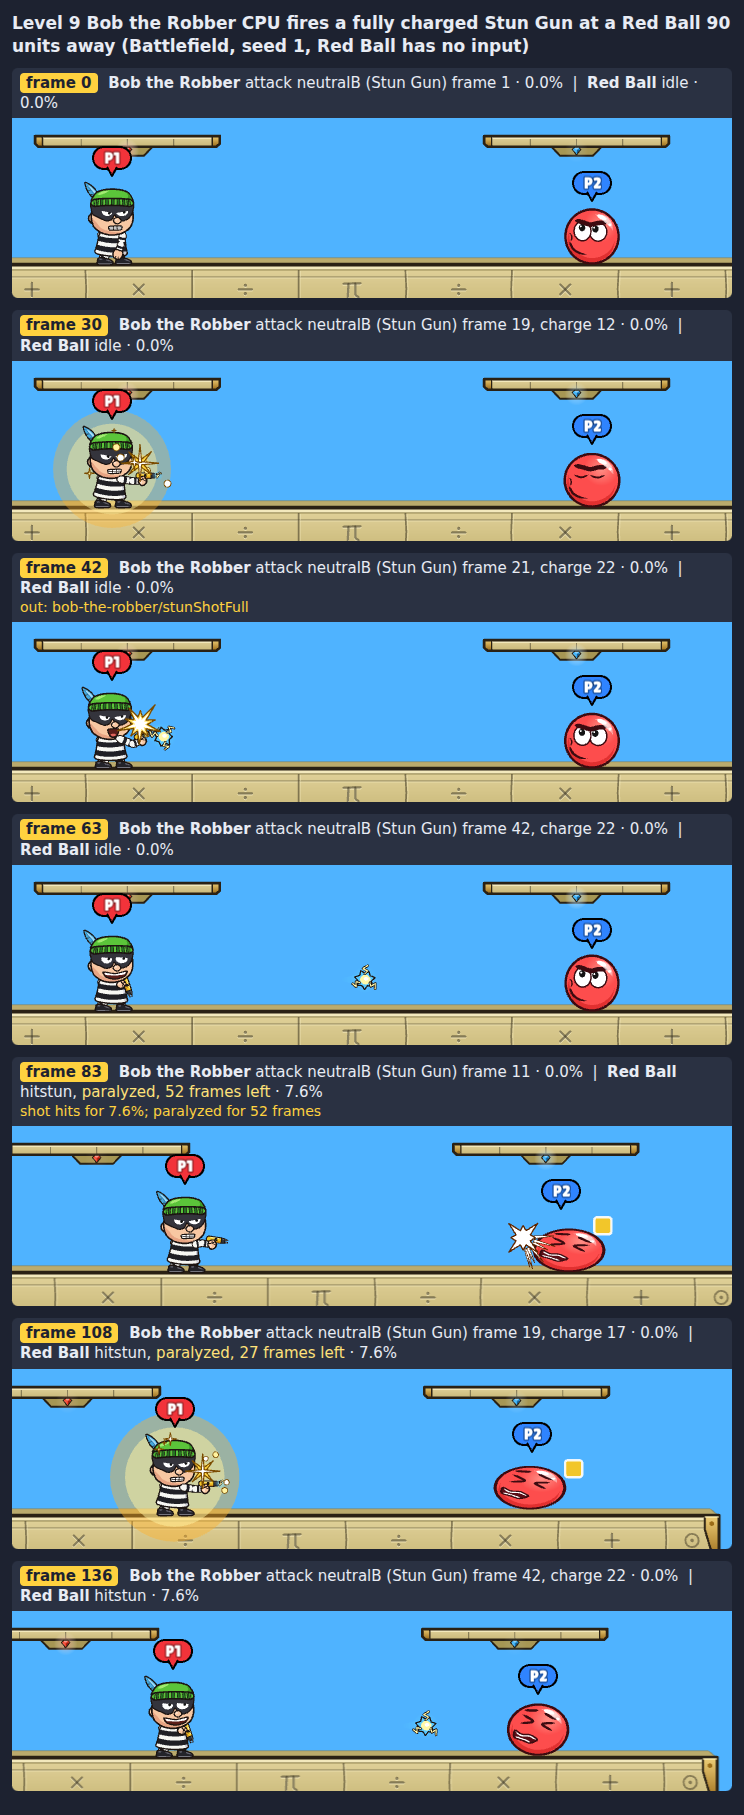 Level 9 Bob the Robber CPU fires a fully charged Stun Gun at a Red Ball 90
units away (Battlefield, seed 1, Red Ball has no input)
frame 0 Bob the Robber attack neutralB (Stun Gun) frame 1 · 0.0% | Red Ball idle ·
0.0%
P1
P2
+ × ÷ π ÷ × +
frame 30 Bob the Robber attack neutralB (Stun Gun) frame 19, charge 12 · 0.0% |
Red Ball idle · 0.0%
P1
P2
+ × ÷ π ÷ × +
frame 42 Bob the Robber attack neutralB (Stun Gun) frame 21, charge 22 · 0.0% |
Red Ball idle · 0.0%
out: bob-the-robber/stunShotFull
P1
P2
+ × ÷ π ÷ × +
frame 63 Bob the Robber attack neutralB (Stun Gun) frame 42, charge 22 · 0.0% |
Red Ball idle · 0.0%
P1
P2
+ × ÷ π ÷ × +
frame 83 Bob the Robber attack neutralB (Stun Gun) frame 11 · 0.0% | Red Ball
hitstun, paralyzed, 52 frames left · 7.6%
shot hits for 7.6%; paralyzed for 52 frames
P1
P2
× ÷ π ÷ × +
frame 108 Bob the Robber attack neutralB (Stun Gun) frame 19, charge 17 · 0.0% |
Red Ball hitstun, paralyzed, 27 frames left · 7.6%
P1
P2
× ÷ π ÷ × +
frame 136 Bob the Robber attack neutralB (Stun Gun) frame 42, charge 22 · 0.0% |
Red Ball hitstun · 7.6%
P1
P2
× ÷ π ÷ × +